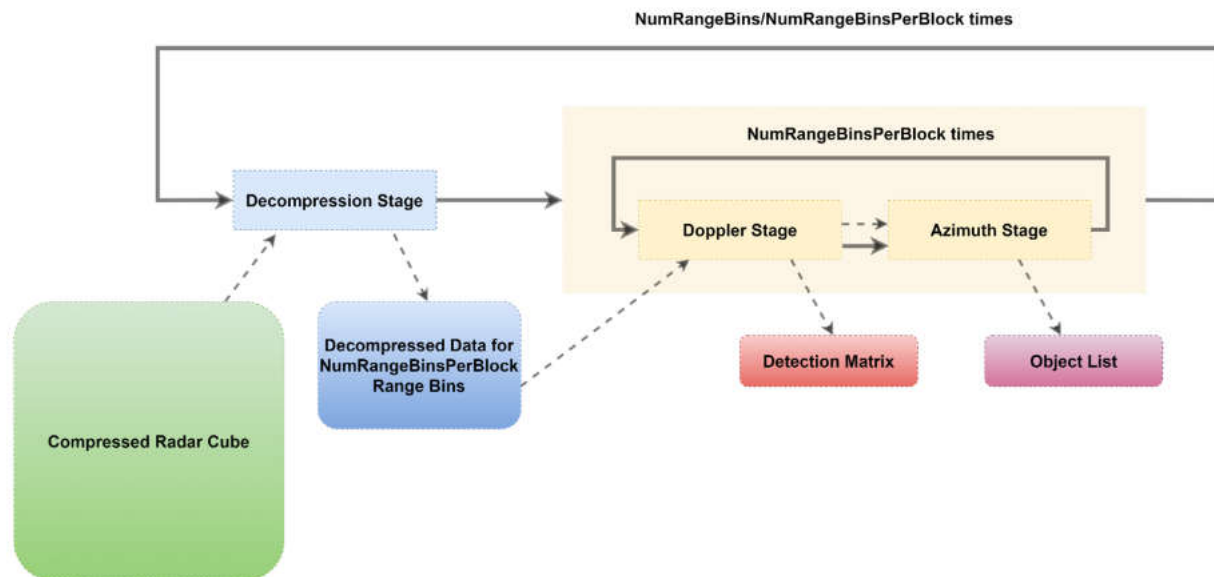 NumRangeBins/NumRangeBinsPerBlock times
NumRangeBinsPerBlock times
Decompression Stage
Doppler Stage
Azimuth Stage
Decompressed Data for
NumRangeBinsPerBlock
Range Bins
Detection Matrix
Object List
Compressed Radar Cube